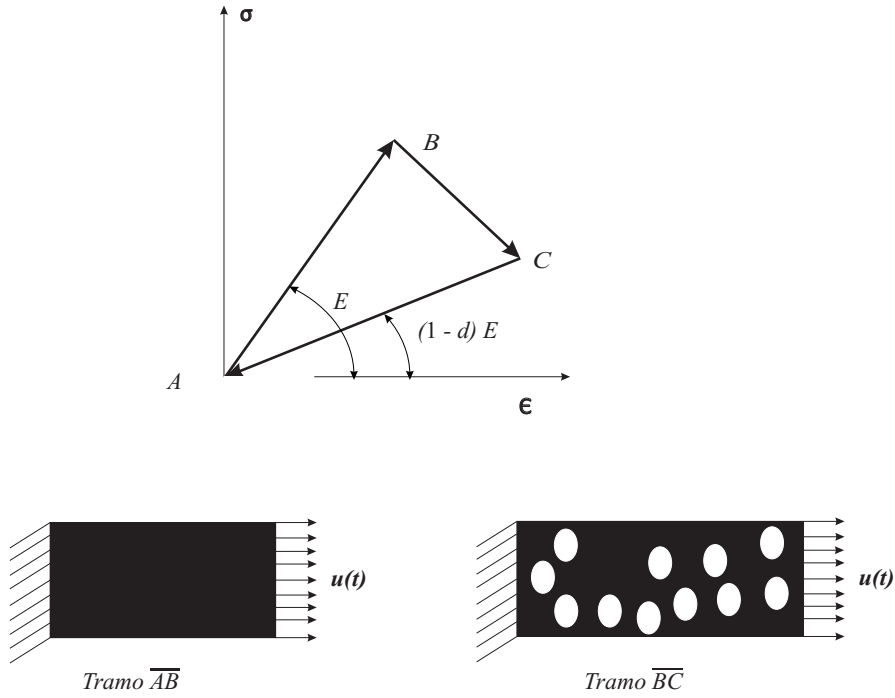 σ
B
C
E
(1 - d) E
A
ϵ
u(t)
u(t)
Tramo AB
Tramo BC